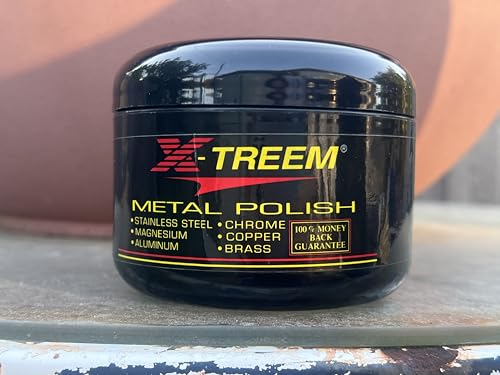 X-TREEM®
METAL POLISH
•STAINLESS STEEL •CHROME
•MAGNESIUM •COPPER
•ALUMINUM •BRASS
100% MONEY
BACK
GUARANTEE